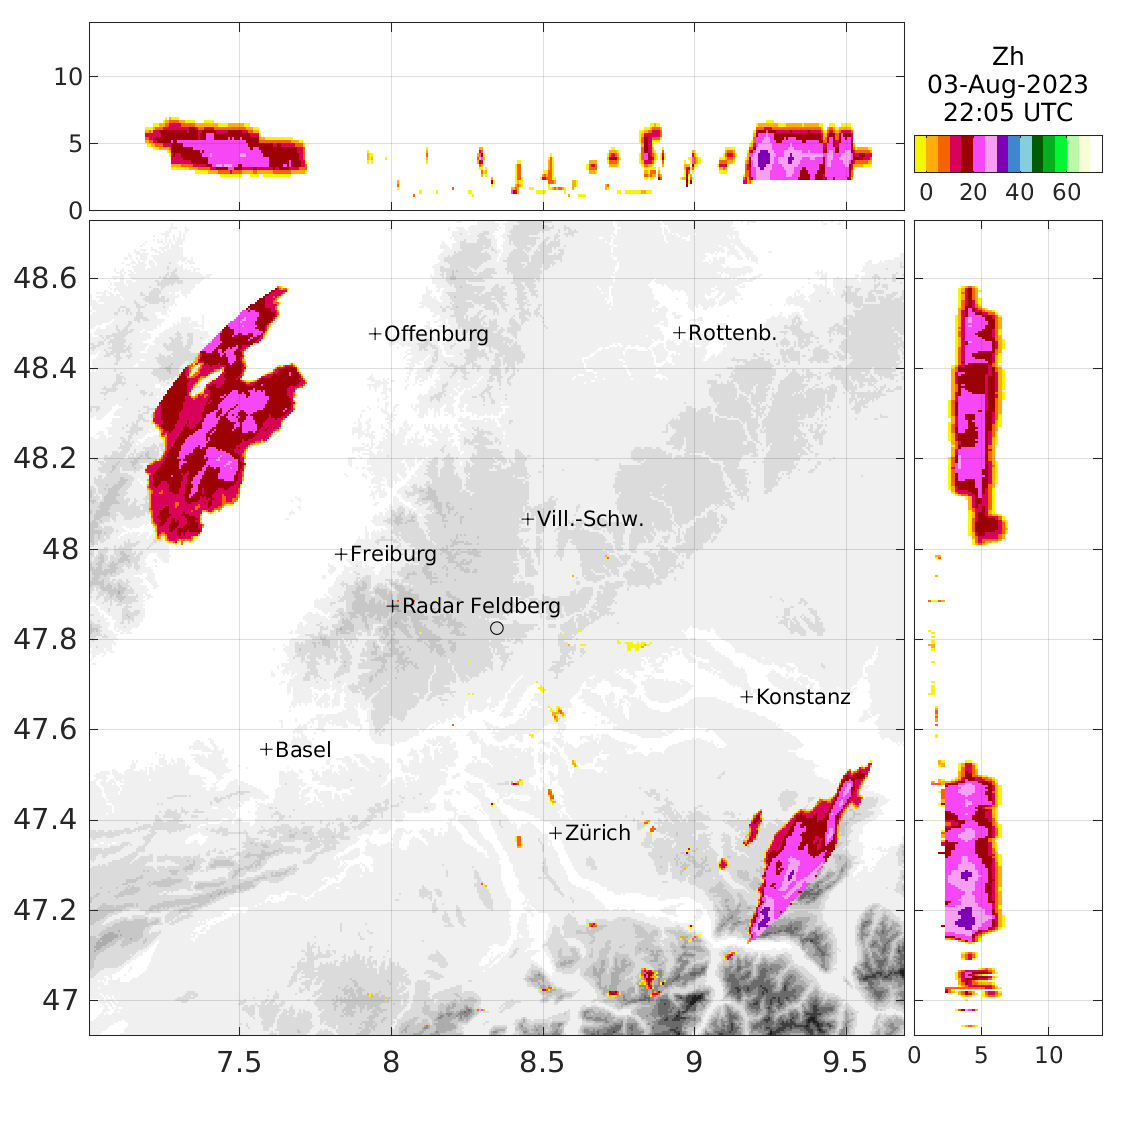 Zh
03-Aug-2023
22:05 UTC
0 20 40 60
10
5
0
48.6
48.4
48.2
48
47.8
47.6
47.4
47.2
47
+Offenburg
+Rottenb.
+Vill.-Schw.
+Freiburg
+Radar Feldberg
+Konstanz
+Basel
+Zürich
7.5 8 8.5 9 9.5
0 5 10